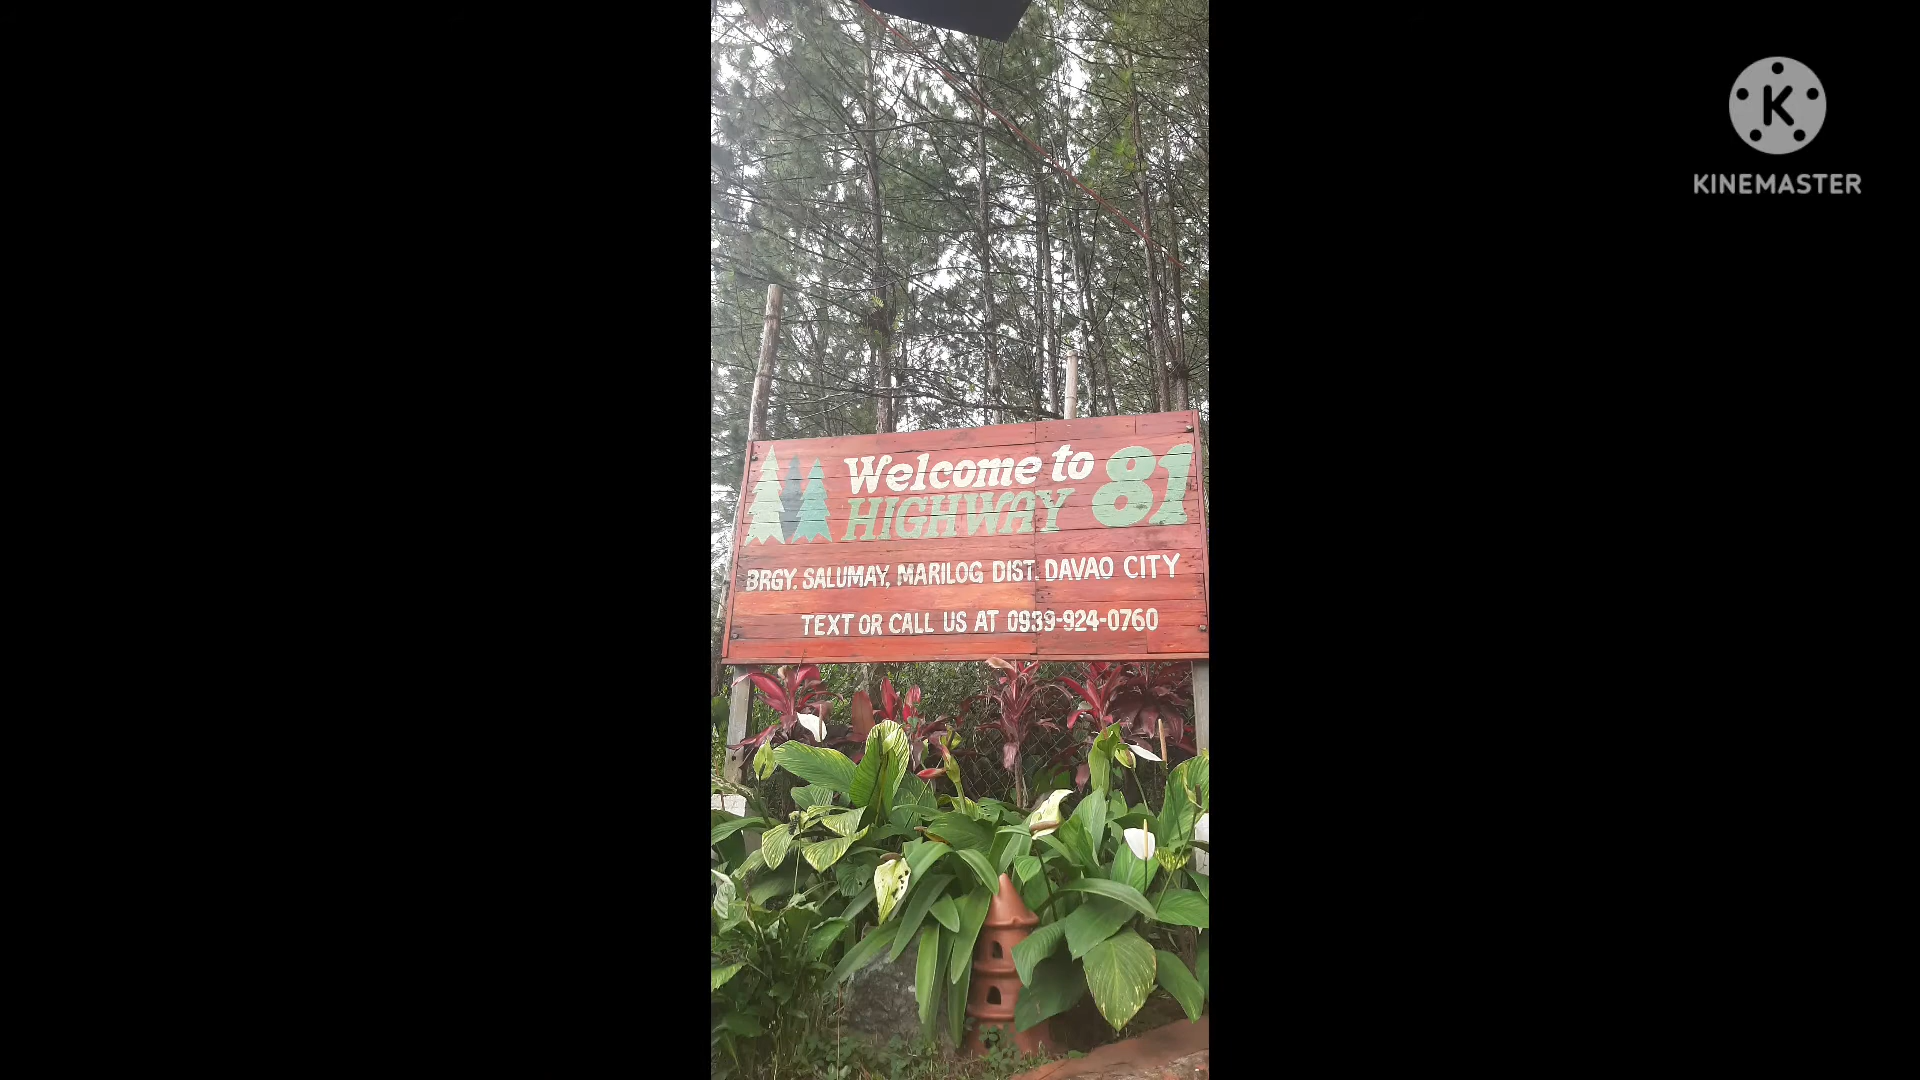 K
KINEMASTER
Welcome to
HIGHWAY 81
BRGY. SALUMAY, MARILOG DIST. DAVAO CITY
TEXT OR CALL US AT 0939-924-0760